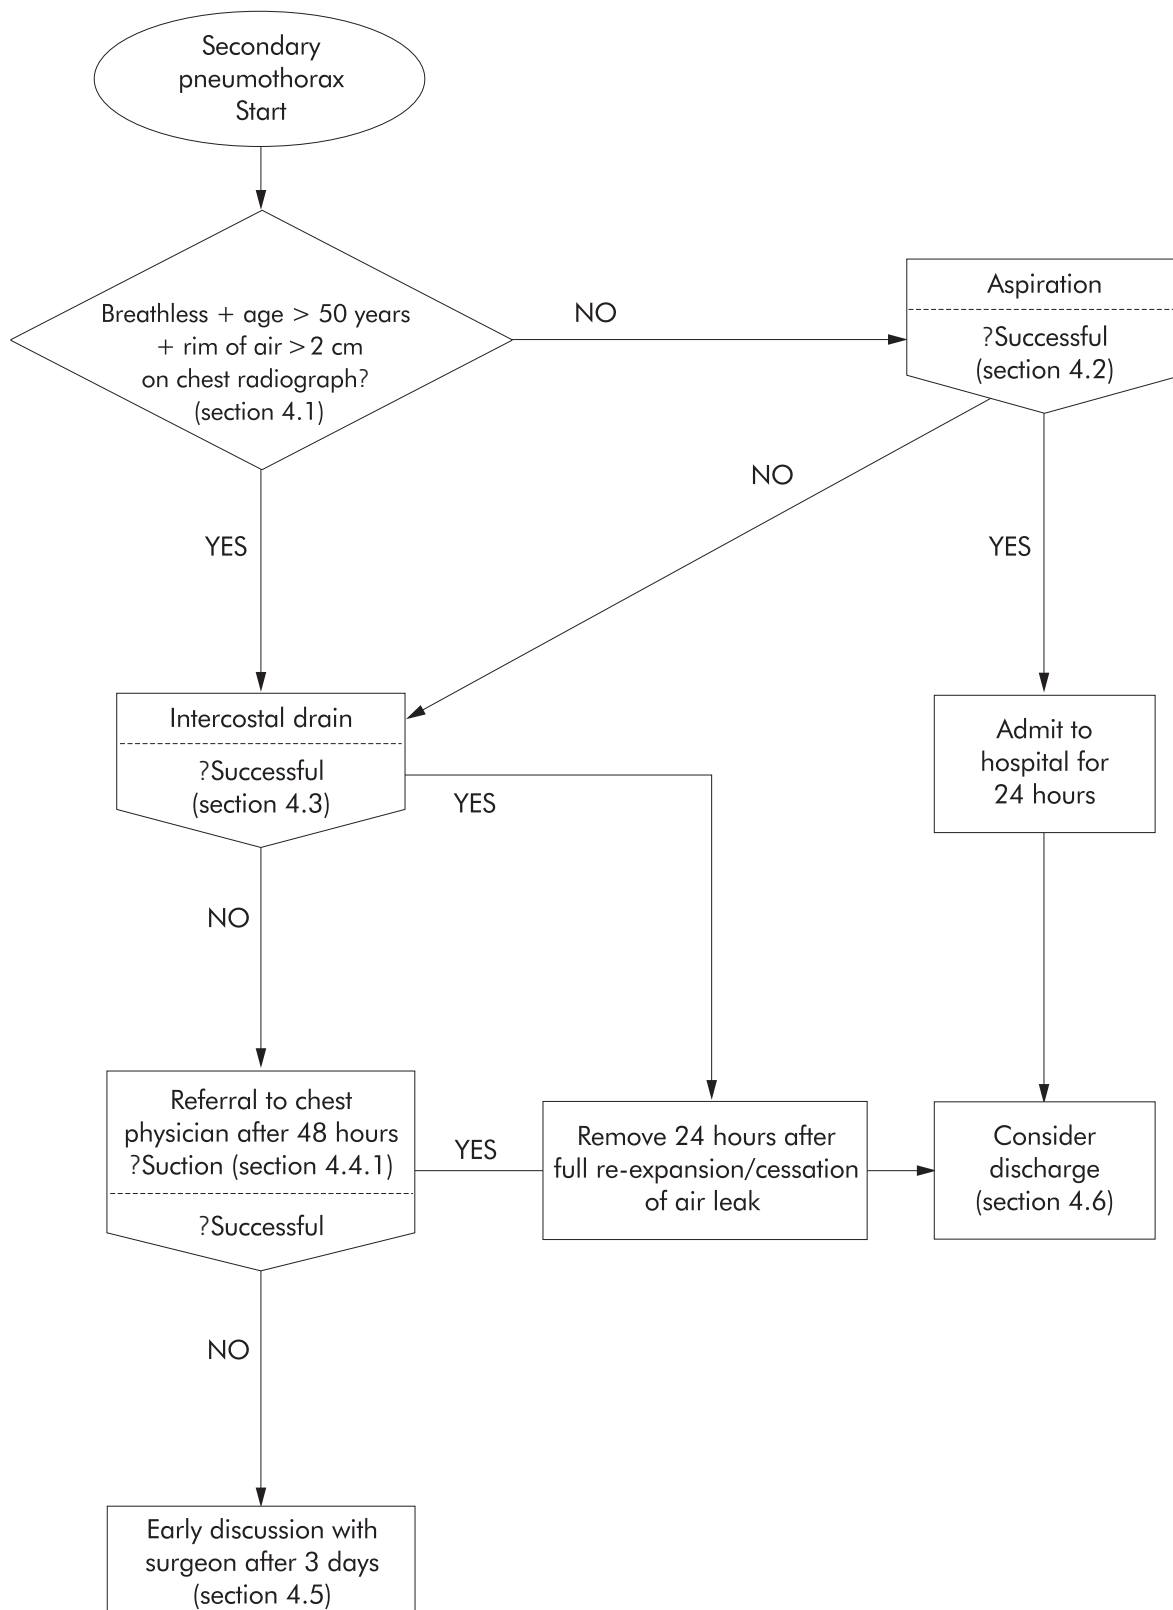 Secondary
pneumothorax
Start
Breathless + age > 50 years
+ rim of air > 2 cm
on chest radiograph?
(section 4.1)
NO
Aspiration
?Successful
(section 4.2)
NO
YES
YES
Intercostal drain
?Successful
(section 4.3)
YES
Admit to
hospital for
24 hours
NO
Referral to chest
physician after 48 hours
?Suction (section 4.4.1)
?Successful
YES
Remove 24 hours after
full re-expansion/cessation
of air leak
Consider
discharge
(section 4.6)
NO
Early discussion with
surgeon after 3 days
(section 4.5)